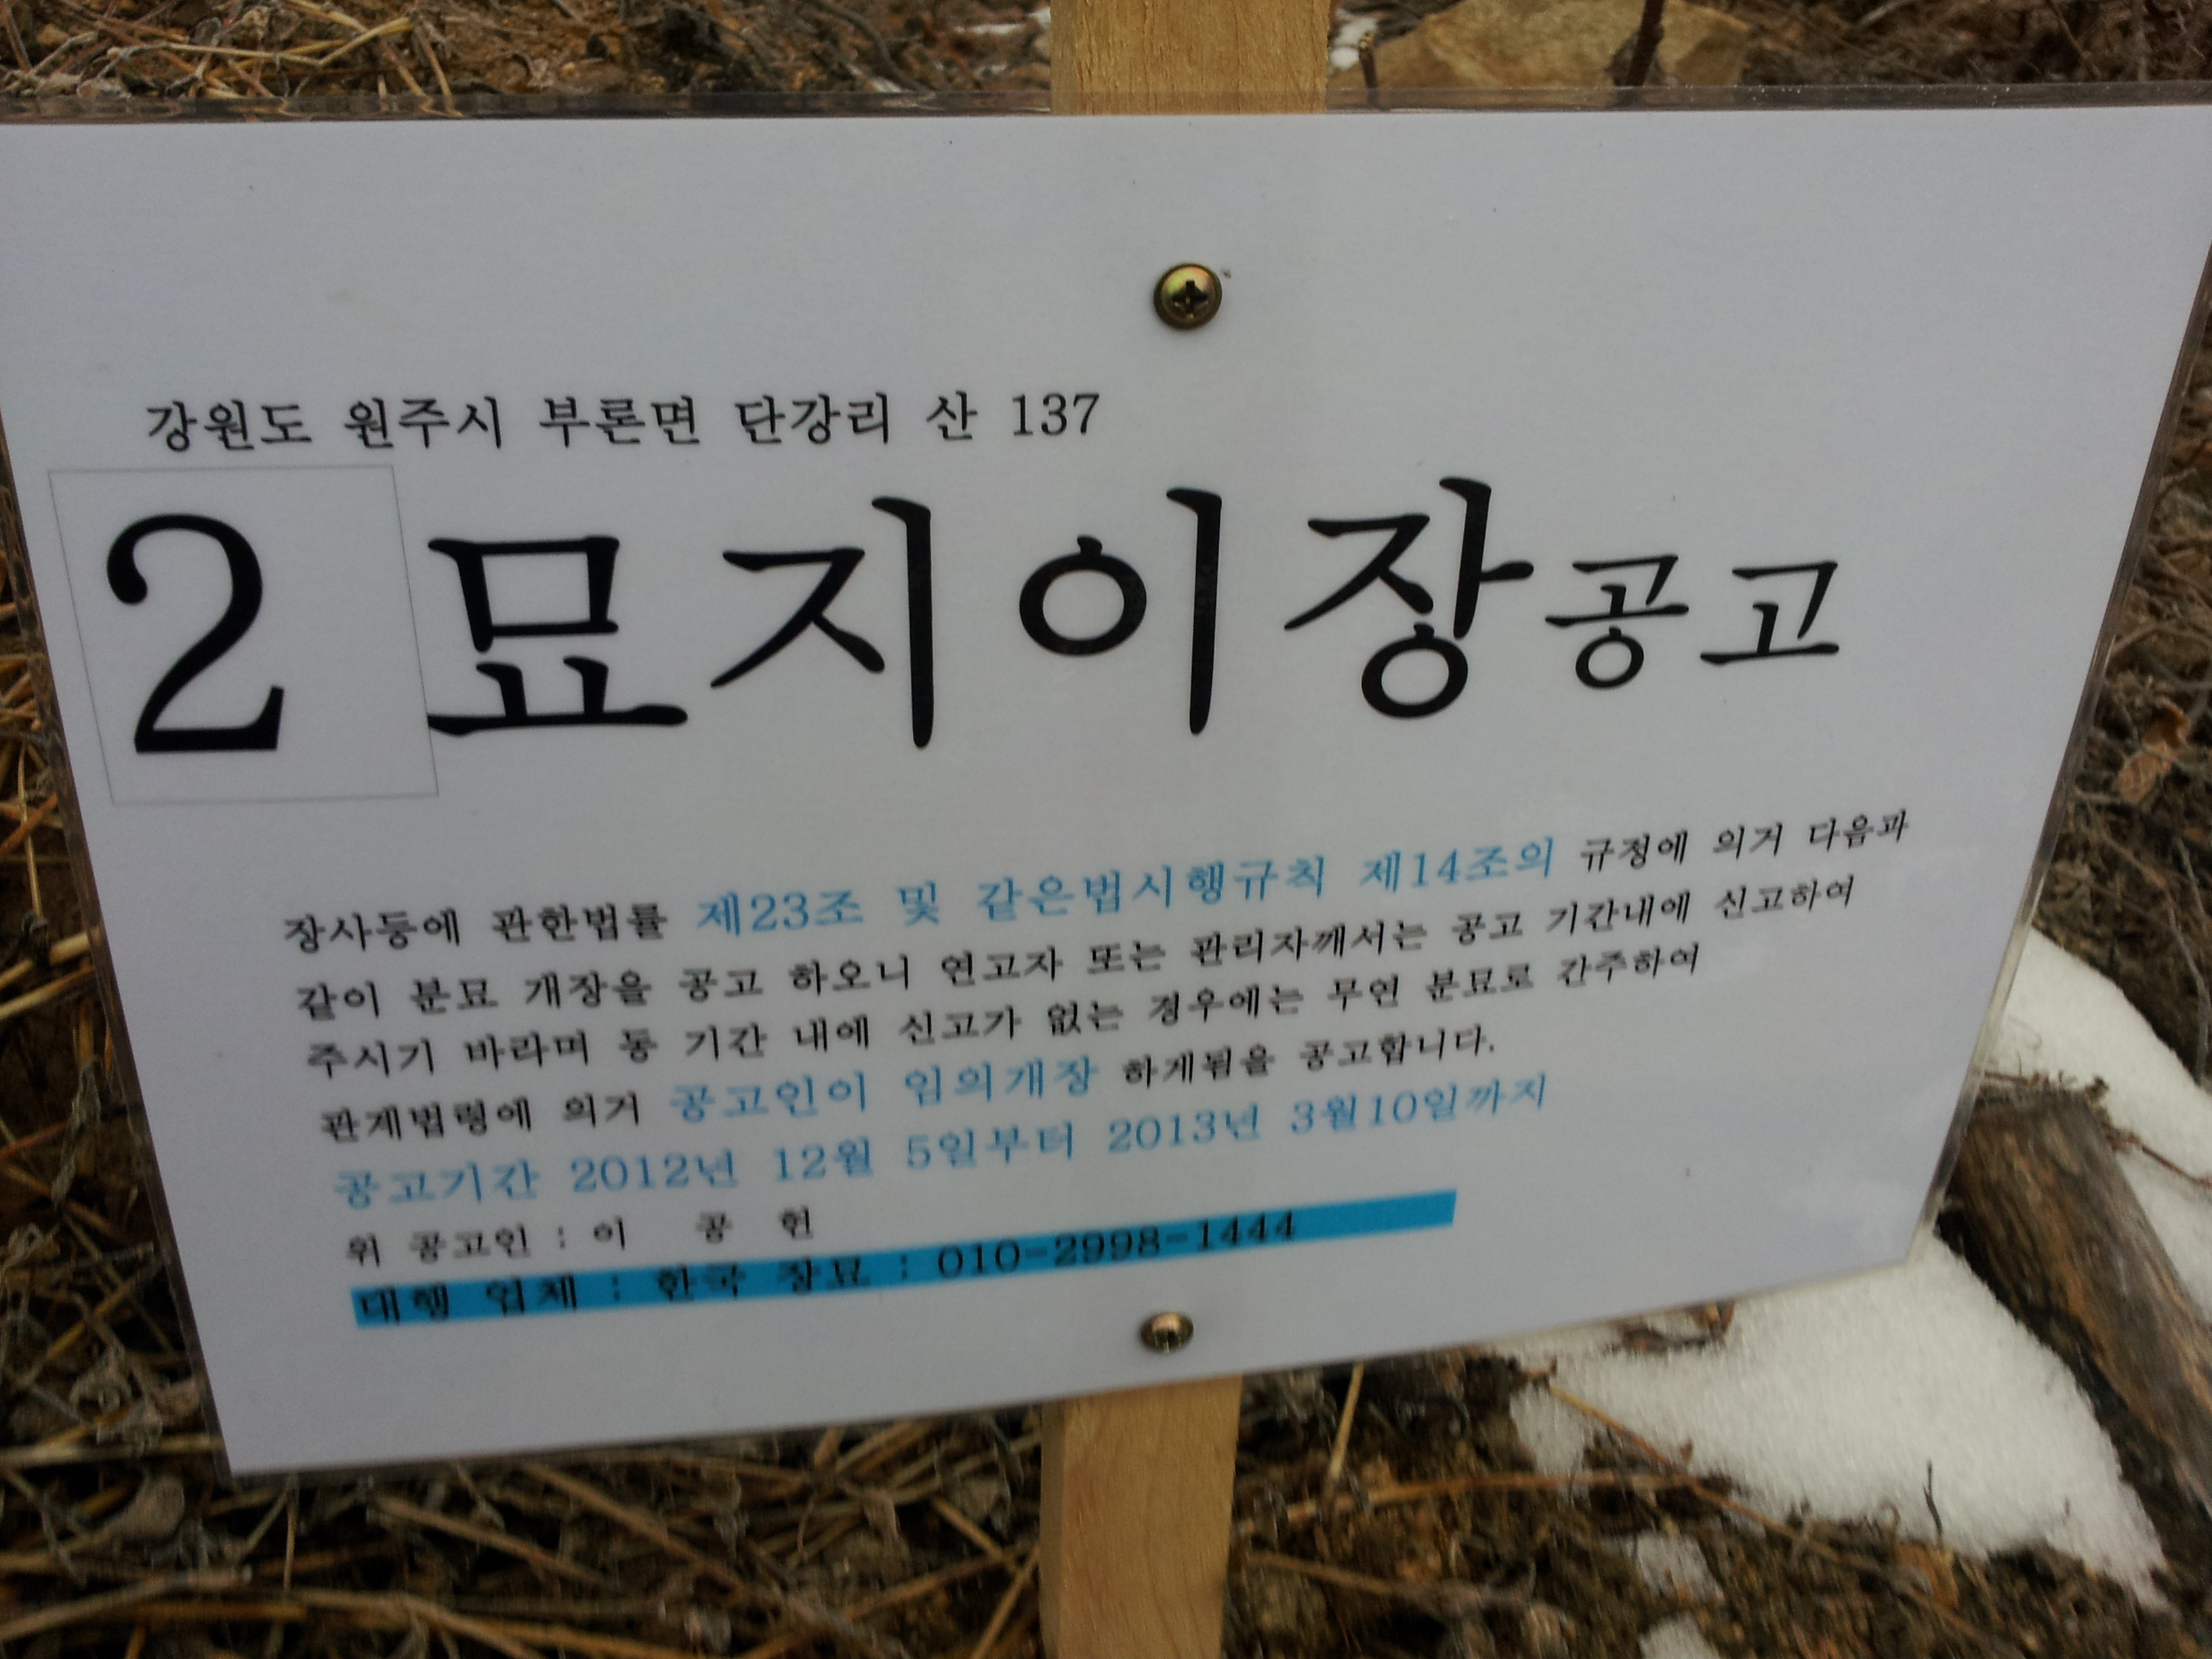 강원도 원주시 부론면 단강리 산 137
2 묘지이장공고
장사등에 관한법률 제23조 및 같은법시행규칙 제14조의 규정에 의거 다음과
같이 분묘 개장을 공고 하오니 연고자 또는 관리자께서는 공고 기간내에 신고하여
주시기 바라며 동 기간 내에 신고가 없는 경우에는 무연 분묘로 간주하여
관계법령에 의거 공고인이 임의개장 하게됨을 공고합니다.
공고기간 2012년 12월 5일부터 2013년 3월10일까지
위 공고인 : 이 공 헌
대행 업체 : 한국 장묘 : 010-2998-1444